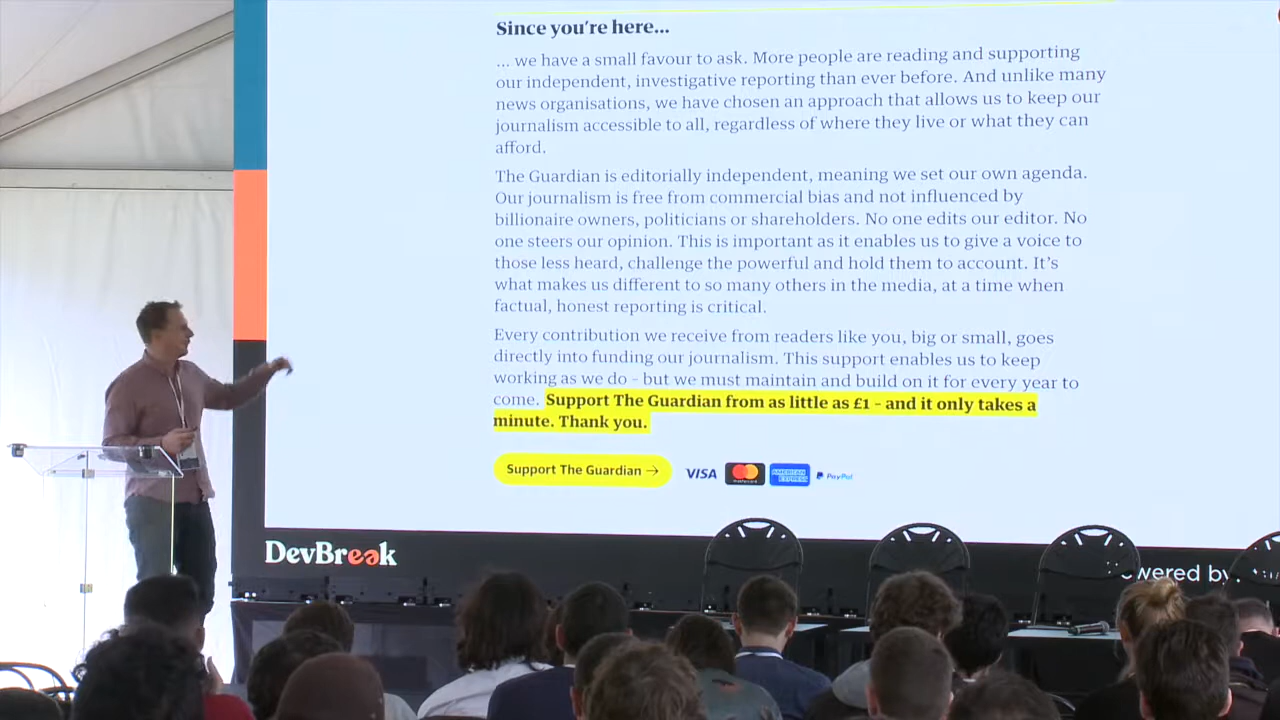 Since you're here...
... we have a small favour to ask. More people are reading and supporting
our independent, investigative reporting than ever before. And unlike many
news organisations, we have chosen an approach that allows us to keep our
journalism accessible to all, regardless of where they live or what they can
afford.
The Guardian is editorially independent, meaning we set our own agenda.
Our journalism is free from commercial bias and not influenced by
billionaire owners, politicians or shareholders. No one edits our editor. No
one steers our opinion. This is important as it enables us to give a voice to
those less heard, challenge the powerful and hold them to account. It's
what makes us different to so many others in the media, at a time when
factual, honest reporting is critical.
Every contribution we receive from readers like you, big or small, goes
directly into funding our journalism. This support enables us to keep
working as we do – but we must maintain and build on it for every year to
come. Support The Guardian from as little as £1 – and it only takes a
minute. Thank you.
Support The Guardian → VISA mastercard AMERICAN EXPRESS PayPal
DevBreak
by